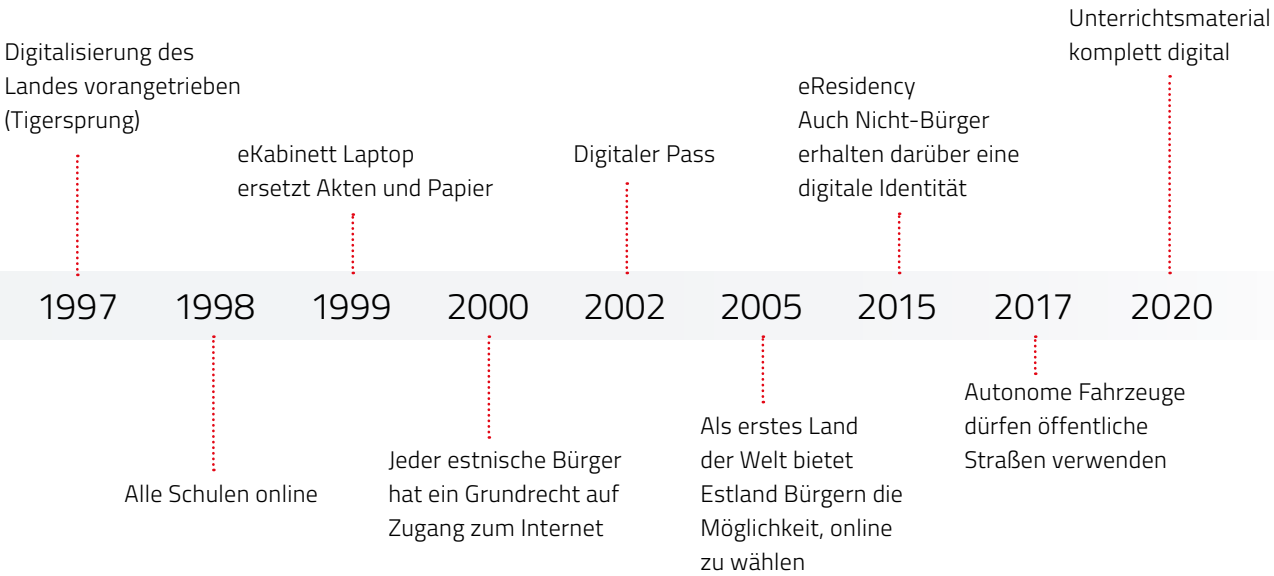 Digitalisierung des
Landes vorangetrieben
(Tigersprung)
eKabinett Laptop
ersetzt Akten und Papier
Digitaler Pass
eResidency
Auch Nicht-Bürger
erhalten darüber eine
digitale Identität
Unterrichtsmaterial
komplett digital
1997 1998 1999 2000 2002 2005 2015 2017 2020
Alle Schulen online
Jeder estnische Bürger
hat ein Grundrecht auf
Zugang zum Internet
Als erstes Land
der Welt bietet
Estland Bürgern die
Möglichkeit, online
zu wählen
Autonome Fahrzeuge
dürfen öffentliche
Straßen verwenden